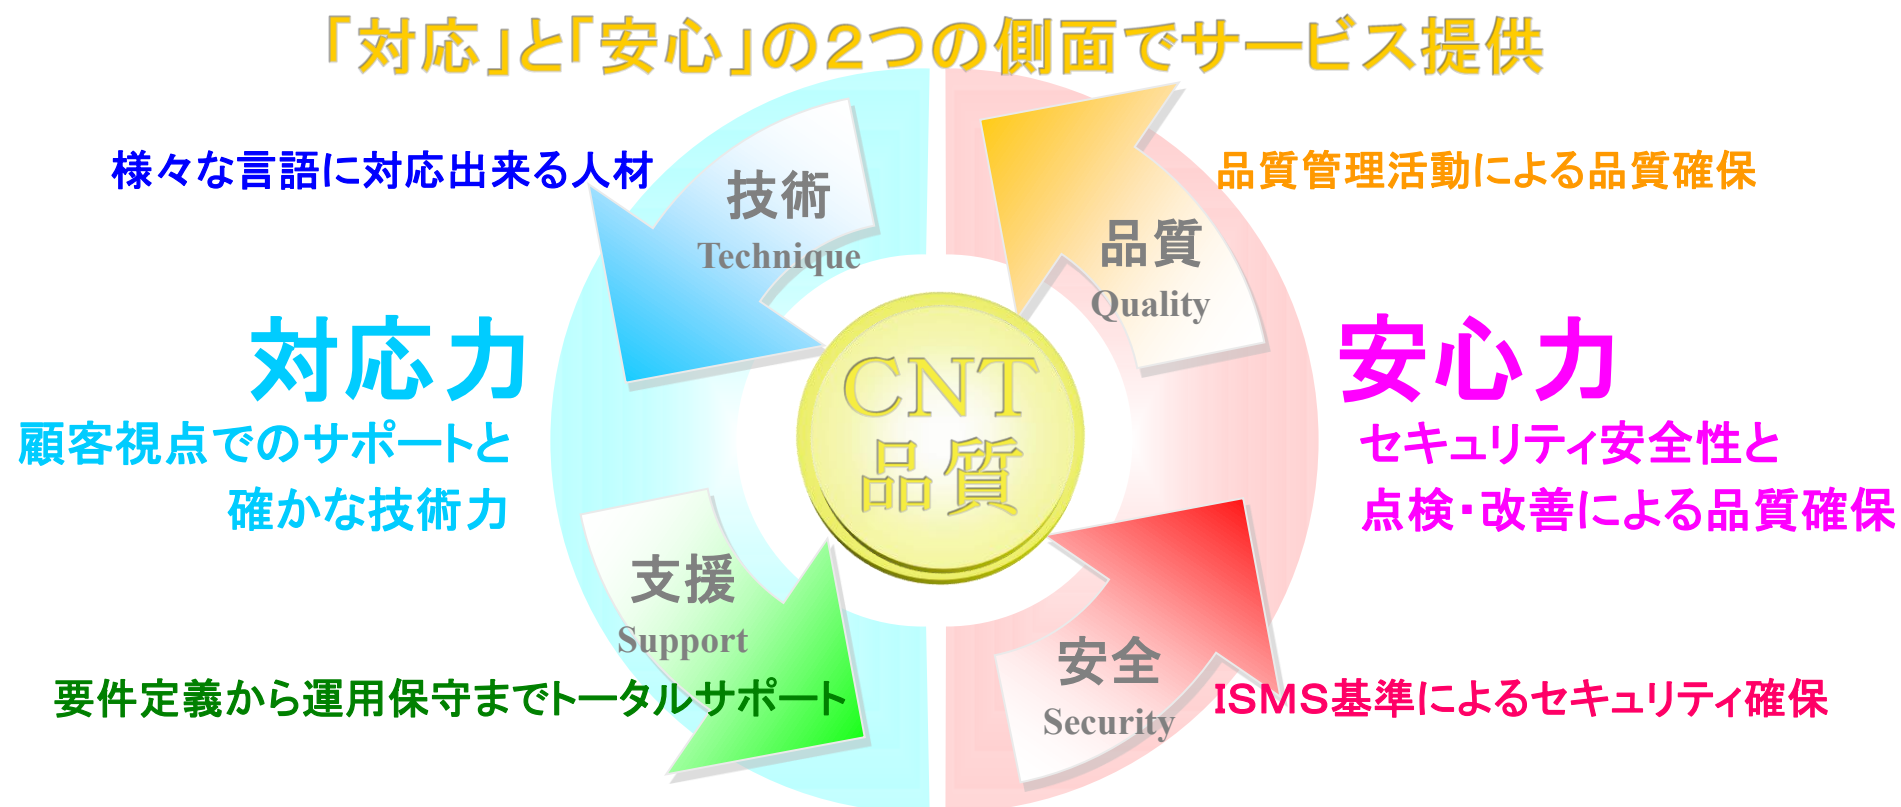 「対応」と「安心」の２つの側面でサービス提供
様々な言語に対応出来る人材
技術
Technique
対応力
顧客視点でのサポートと
確かな技術力
支援
Support
要件定義から運用保守までトータルサポート
CNT
品質
品質管理活動による品質確保
品質
Quality
安心力
セキュリティ安全性と
点検・改善による品質確保
安全
Security
ＩＳＭＳ基準によるセキュリティ確保